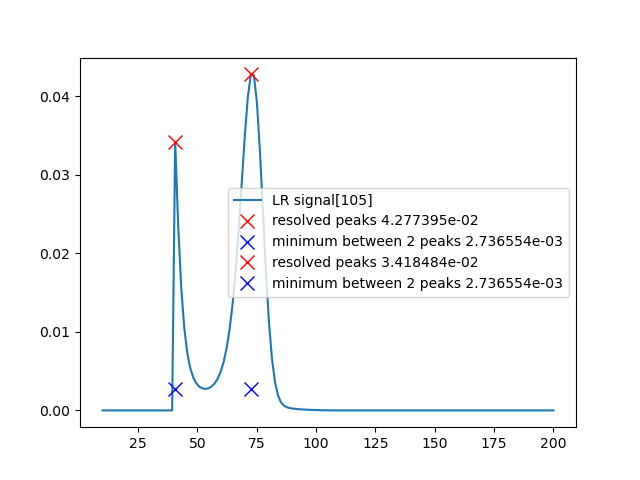 0.04
0.03
0.02
0.01
0.00
LR signal[105]
resolved peaks 4.277395e-02
minimum between 2 peaks 2.736554e-03
resolved peaks 3.418484e-02
minimum between 2 peaks 2.736554e-03
25 50 75 100 125 150 175 200